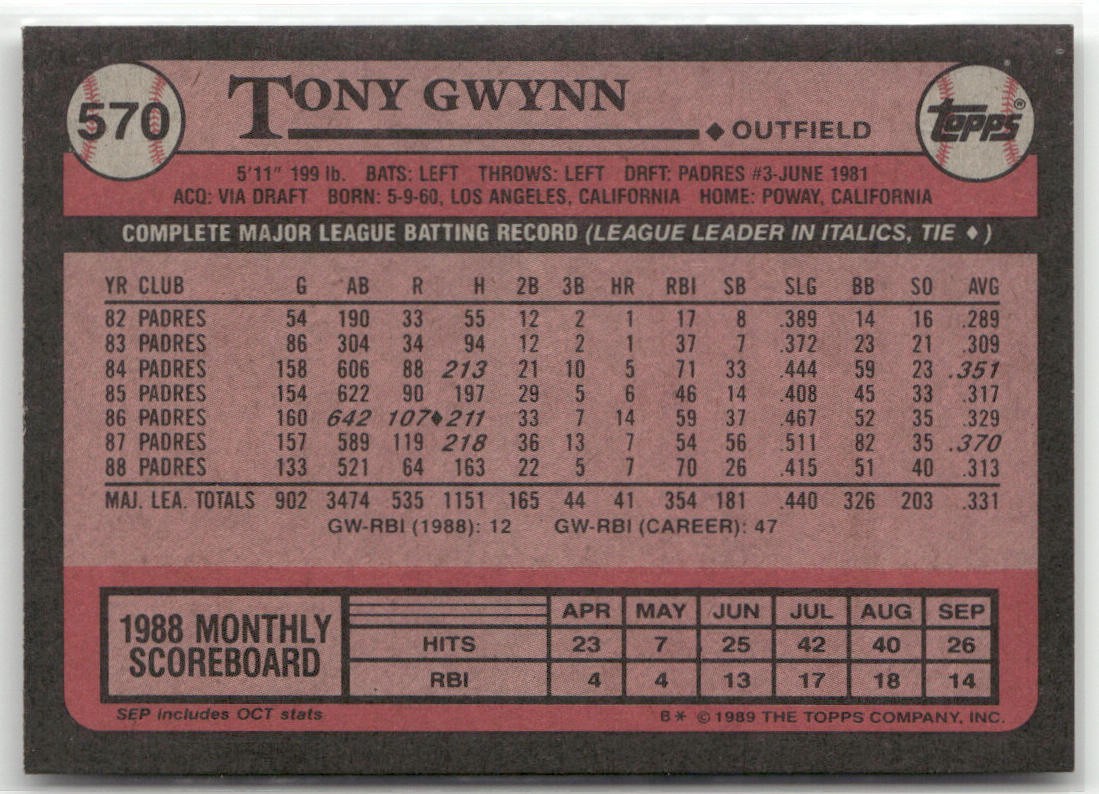 570 TONY GWYNN Topps®
◆ OUTFIELD
5'11" 199 lb. BATS: LEFT THROWS: LEFT DRFT: PADRES #3-JUNE 1981
ACQ: VIA DRAFT BORN: 5-9-60, LOS ANGELES, CALIFORNIA HOME: POWAY, CALIFORNIA
COMPLETE MAJOR LEAGUE BATTING RECORD (LEAGUE LEADER IN ITALICS, TIE ♦)
YR CLUB G AB R H 2B 3B HR RBI SB SLG BB SO AVG
82 PADRES 54 190 33 55 12 2 1 17 8 .389 14 16 .289
83 PADRES 86 304 34 94 12 2 1 37 7 .372 23 21 .309
84 PADRES 158 606 88 213 21 10 5 71 33 .444 59 23 .351
85 PADRES 154 622 90 197 29 5 6 46 14 .408 45 33 .317
86 PADRES 160 642 107♦211 33 7 14 59 37 .467 52 35 .329
87 PADRES 157 589 119 218 36 13 7 54 56 .511 82 35 .370
88 PADRES 133 521 64 163 22 5 7 70 26 .415 51 40 .313
MAJ. LEA. TOTALS 902 3474 535 1151 165 44 41 354 181 .440 326 203 .331
GW-RBI (1988): 12 GW-RBI (CAREER): 47
1988 MONTHLY
SCOREBOARD
APR MAY JUN JUL AUG SEP
HITS 23 7 25 42 40 26
RBI 4 4 13 17 18 14
SEP includes OCT stats B* © 1989 THE TOPPS COMPANY, INC.